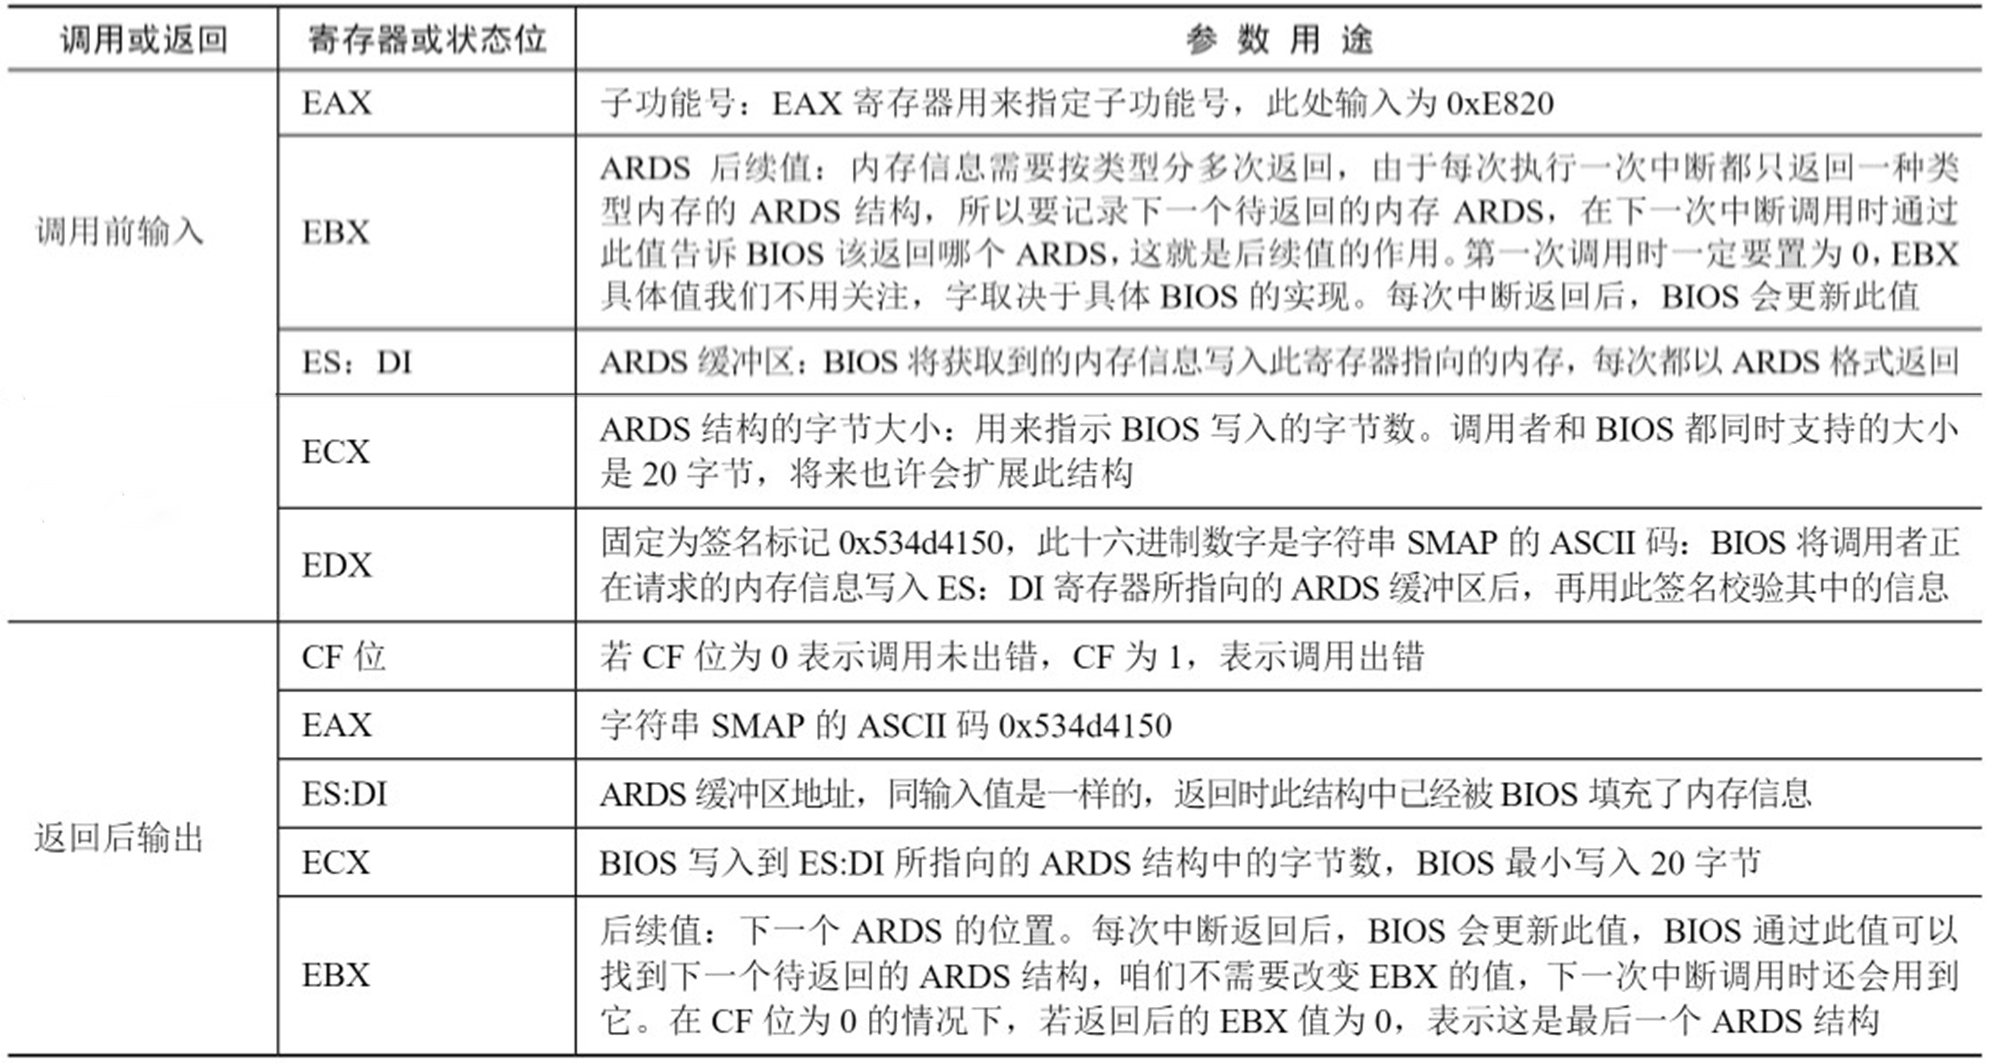 调用或返回 寄存器或状态位 参数用途
EAX 子功能号：EAX 寄存器用来指定子功能号，此处输入为 0xE820
调用前输入
EBX
ARDS 后续值：内存信息需要按类型分多次返回，由于每次执行一次中断都只返回一种类
型内存的 ARDS 结构，所以要记录下一个待返回的内存 ARDS，在下一次中断调用时通过
此值告诉 BIOS 该返回哪个 ARDS，这就是后续值的作用。第一次调用时一定要置为 0，EBX
具体值我们不用关注，字取决于具体 BIOS 的实现。每次中断返回后，BIOS 会更新此值
ES：DI ARDS 缓冲区：BIOS 将获取到的内存信息写入此寄存器指向的内存，每次都以 ARDS 格式返回
ECX
ARDS 结构的字节大小：用来指示 BIOS 写入的字节数。调用者和 BIOS 都同时支持的大小
是 20 字节，将来也许会扩展此结构
EDX
固定为签名标记 0x534d4150，此十六进制数字是字符串 SMAP 的 ASCII 码：BIOS 将调用者正
在请求的内存信息写入 ES：DI 寄存器所指向的 ARDS 缓冲区后，再用此签名校验其中的信息
返回后输出
CF 位 若 CF 位为 0 表示调用未出错，CF 为 1，表示调用出错
EAX 字符串 SMAP 的 ASCII 码 0x534d4150
ES:DI ARDS 缓冲区地址，同输入值是一样的，返回时此结构中已经被 BIOS 填充了内存信息
ECX BIOS 写入到 ES:DI 所指向的 ARDS 结构中的字节数，BIOS 最小写入 20 字节
EBX
后续值：下一个 ARDS 的位置。每次中断返回后，BIOS 会更新此值，BIOS 通过此值可以
找到下一个待返回的 ARDS 结构，咱们不需要改变 EBX 的值，下一次中断调用时还会用到
它。在 CF 位为 0 的情况下，若返回后的 EBX 值为 0，表示这是最后一个 ARDS 结构